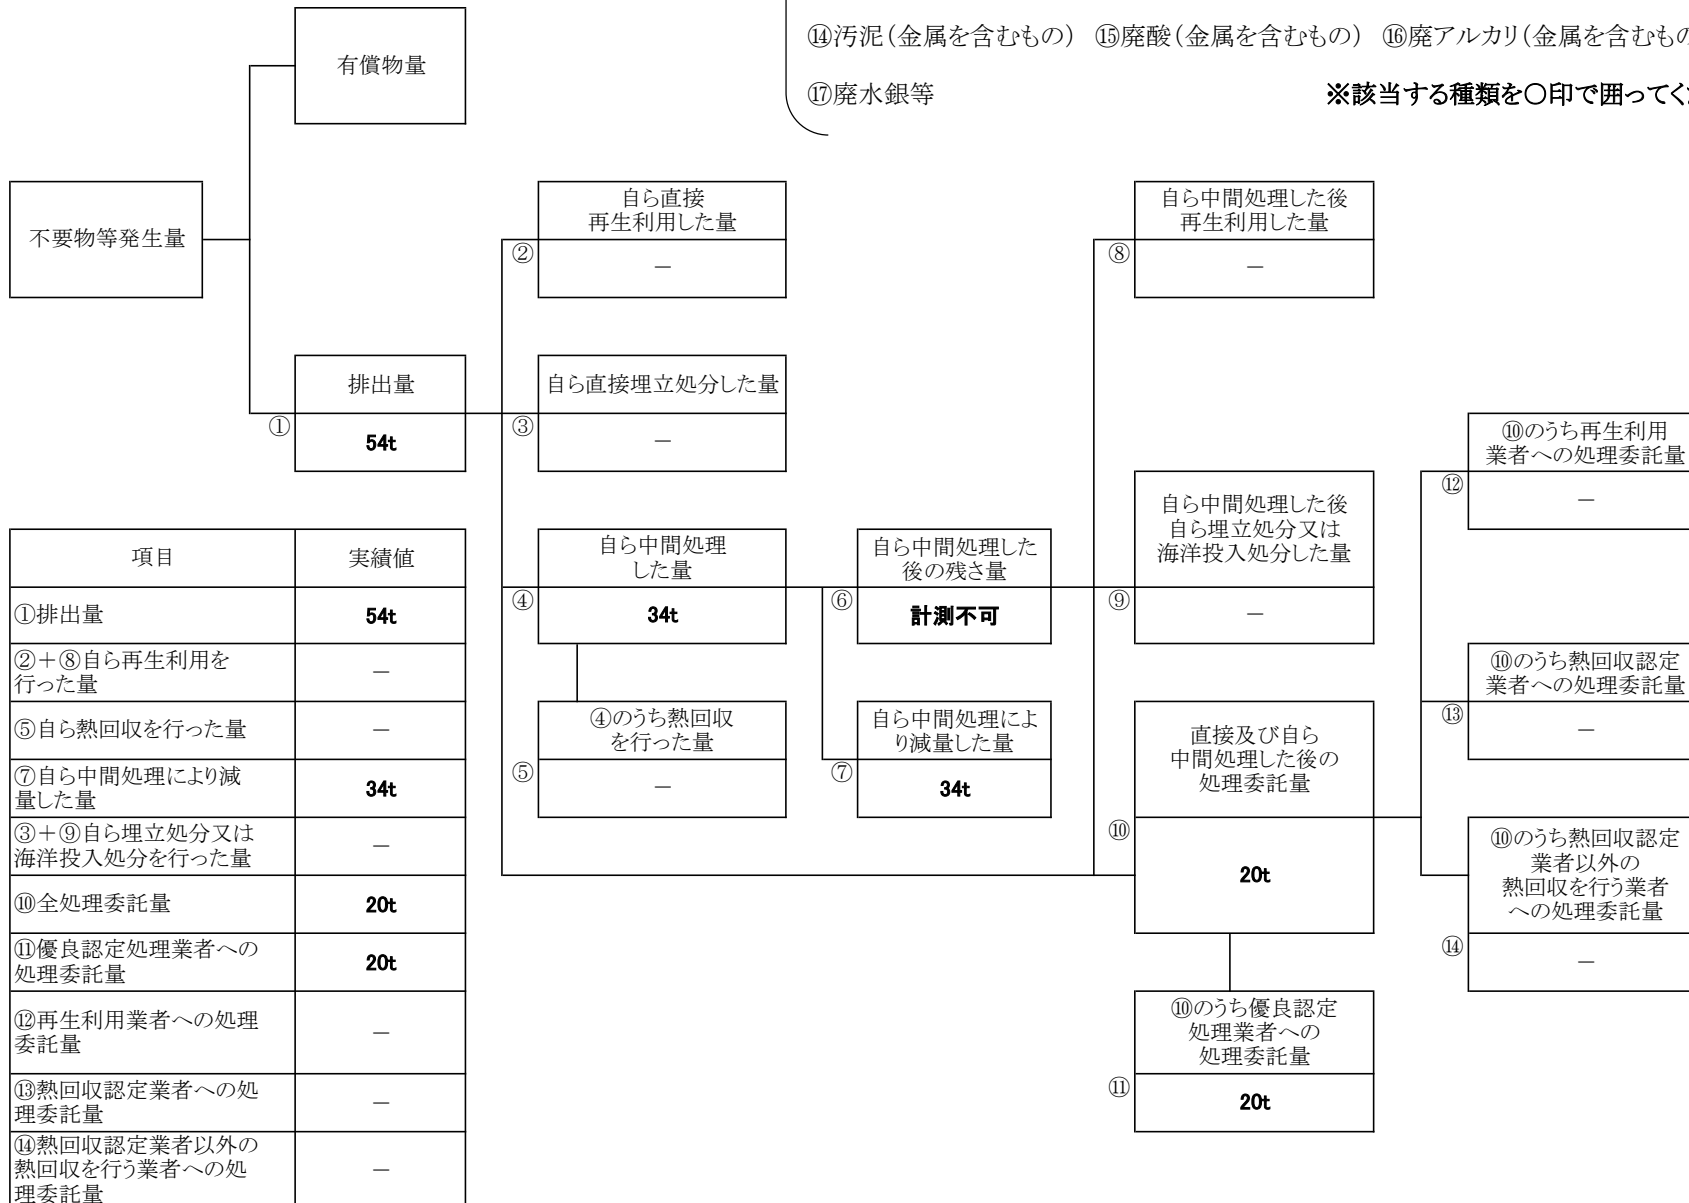 ⑭汚泥(金属を含むもの) ⑮廃酸(金属を含むもの) ⑯廃アルカリ(金属を含むもの
⑰廃水銀等
※該当する種類を○印で囲ってく
有償物量
不要物等発生量
自ら直接
再生利用した量
②
－
自ら中間処理した後
再生利用した量
⑧
－
排出量
①
54t
自ら直接埋立処分した量
③
－
⑩のうち再生利用
業者への処理委託量
⑫
－
自ら中間処理した後
自ら埋立処分又は
海洋投入処分した量
⑨
－
自ら中間処理
した量
④
34t
自ら中間処理した
後の残さ量
⑥
計測不可
⑩のうち熱回収認定
業者への処理委託量
⑬
－
④のうち熱回収
を行った量
⑤
－
自ら中間処理によ
り減量した量
⑦
34t
直接及び自ら
中間処理した後の
処理委託量
⑩
20t
⑩のうち熱回収認定
業者以外の
熱回収を行う業者
への処理委託量
⑭
－
⑩のうち優良認定
処理業者への
処理委託量
⑪
20t
項目 実績値
①排出量 54t
②＋⑧自ら再生利用を
行った量 －
⑤自ら熱回収を行った量 －
⑦自ら中間処理により減
量した量 34t
③＋⑨自ら埋立処分又は
海洋投入処分を行った量 －
⑩全処理委託量 20t
⑪優良認定処理業者への
処理委託量 20t
⑫再生利用業者への処理
委託量 －
⑬熱回収認定業者への処
理委託量 －
⑭熱回収認定業者以外の
熱回収を行う業者への処
理委託量 －